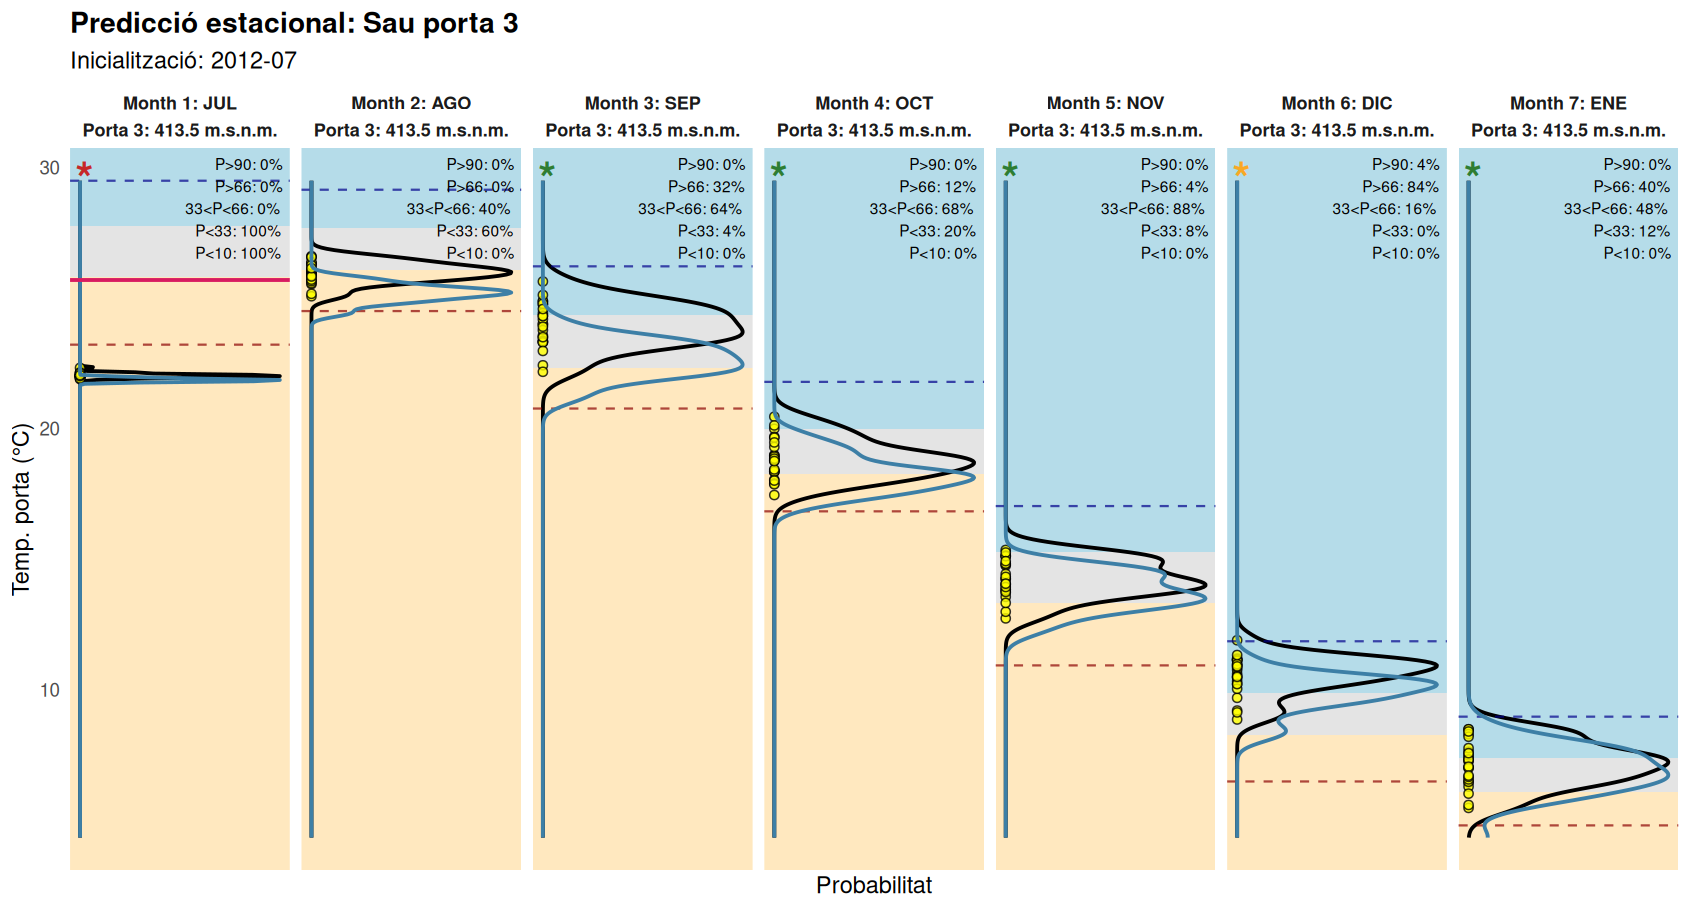 Predicció estacional: Sau porta 3
Inicialització: 2012-07
Month 1: JUL
Porta 3: 413.5 m.s.n.m.
Month 2: AGO
Porta 3: 413.5 m.s.n.m.
Month 3: SEP
Porta 3: 413.5 m.s.n.m.
Month 4: OCT
Porta 3: 413.5 m.s.n.m.
Month 5: NOV
Porta 3: 413.5 m.s.n.m.
Month 6: DIC
Porta 3: 413.5 m.s.n.m.
Month 7: ENE
Porta 3: 413.5 m.s.n.m.
*
P>90: 0%
P>66: 0%
33<P<66: 0%
P<33: 100%
P<10: 100%
P>90: 0%
P>66: 0%
33<P<66: 40%
P<33: 60%
P<10: 0%
*
P>90: 0%
P>66: 32%
33<P<66: 64%
P<33: 4%
P<10: 0%
*
P>90: 0%
P>66: 12%
33<P<66: 68%
P<33: 20%
P<10: 0%
*
P>90: 0%
P>66: 4%
33<P<66: 88%
P<33: 8%
P<10: 0%
*
P>90: 4%
P>66: 84%
33<P<66: 16%
P<33: 0%
P<10: 0%
*
P>90: 0%
P>66: 40%
33<P<66: 48%
P<33: 12%
P<10: 0%
30
20
10
Temp. porta (°C)
Probabilitat